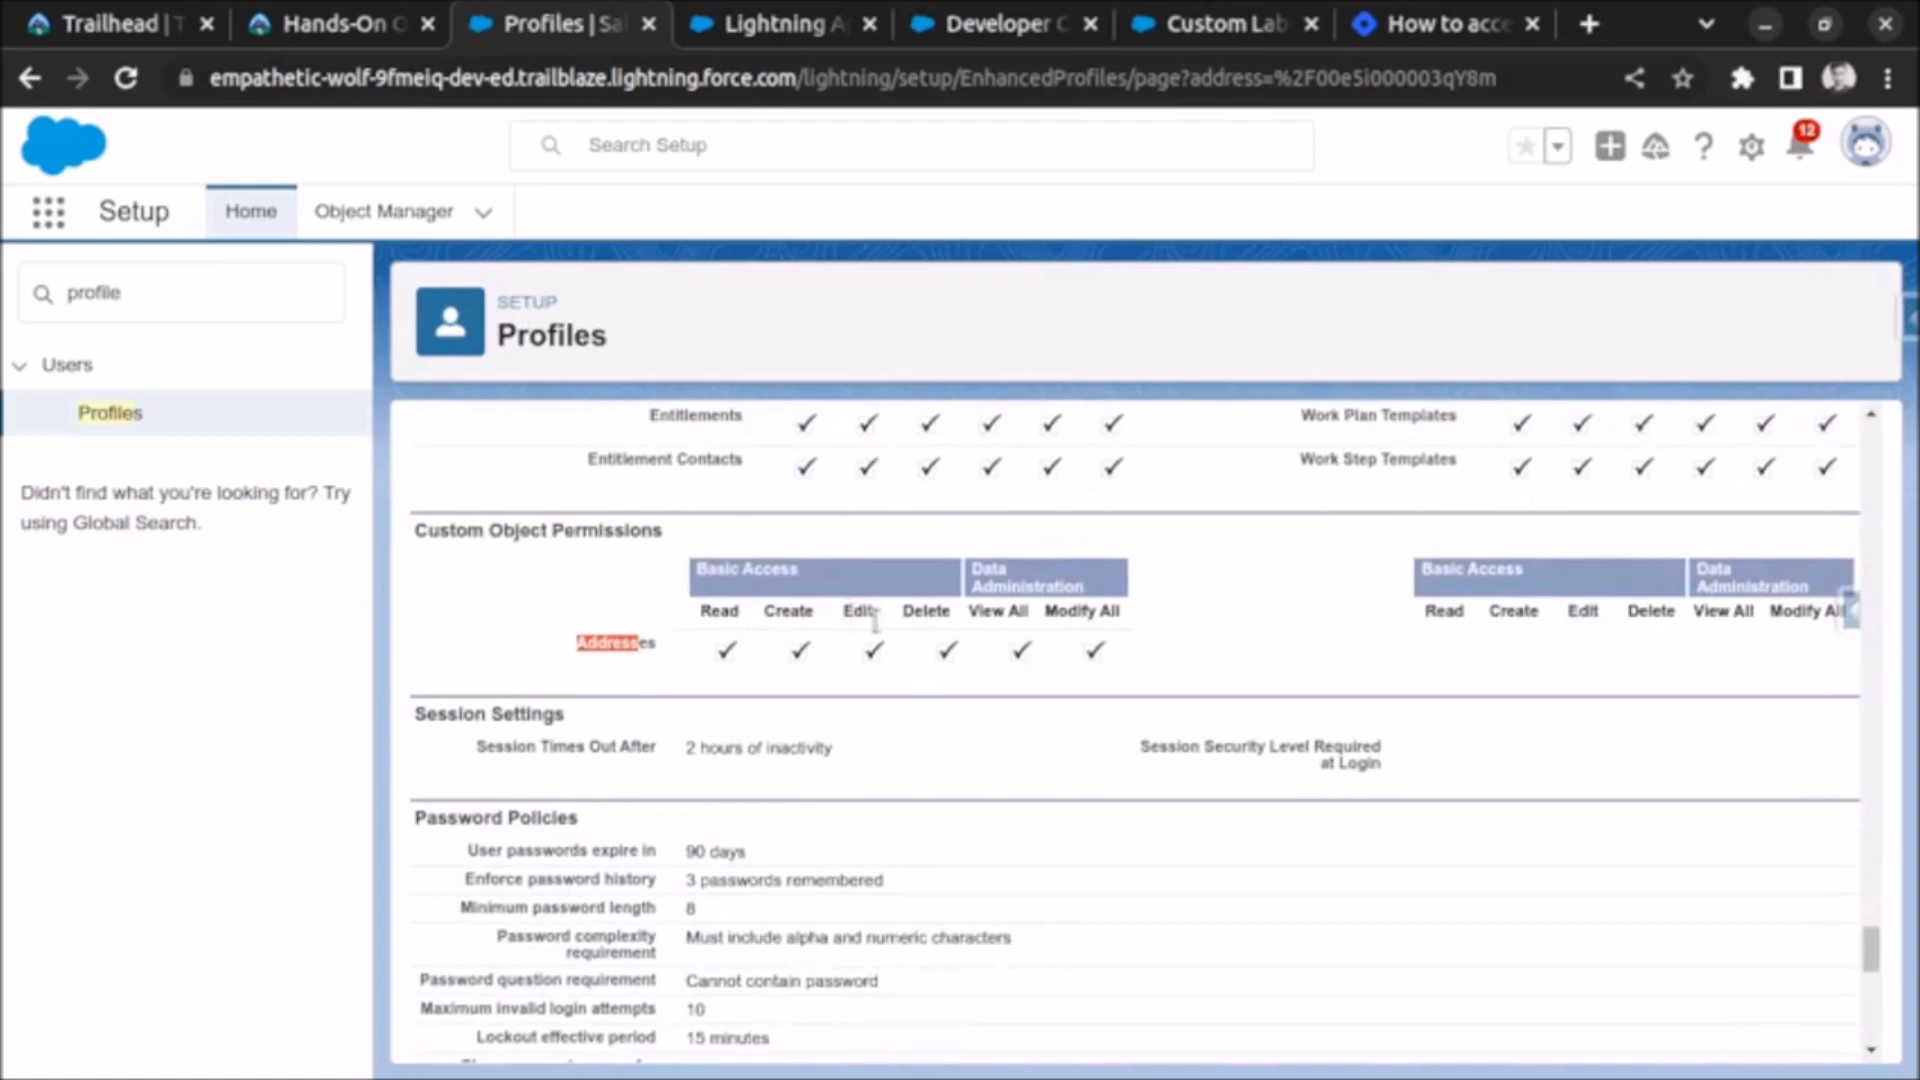 Trailhead | T
Hands-On O
Profiles | Sal
Lightning A
Developer C
Custom Lab
How to acce
empathetic-wolf-9fmeiq-dev-ed.trailblaze.lightning.force.com/lightning/setup/EnhancedProfiles/page?address=%2F00e5i000003qY8m
Search Setup
12
Setup
Home
Object Manager
profile
Users
Profiles
Didn't find what you're looking for? Try
using Global Search.
SETUP
Profiles
Entitlements
Work Plan Templates
Entitlement Contacts
Work Step Templates
Custom Object Permissions
Basic Access
Data
Administration
Basic Access
Data
Administration
Read Create Edit Delete View All Modify All
Read Create Edit Delete View All Modify All
Addresses
Session Settings
Session Times Out After 2 hours of inactivity
Session Security Level Required
at Login
Password Policies
User passwords expire in 90 days
Enforce password history 3 passwords remembered
Minimum password length 8
Password complexity
requirement
Must include alpha and numeric characters
Password question requirement Cannot contain password
Maximum invalid login attempts 10
Lockout effective period 15 minutes